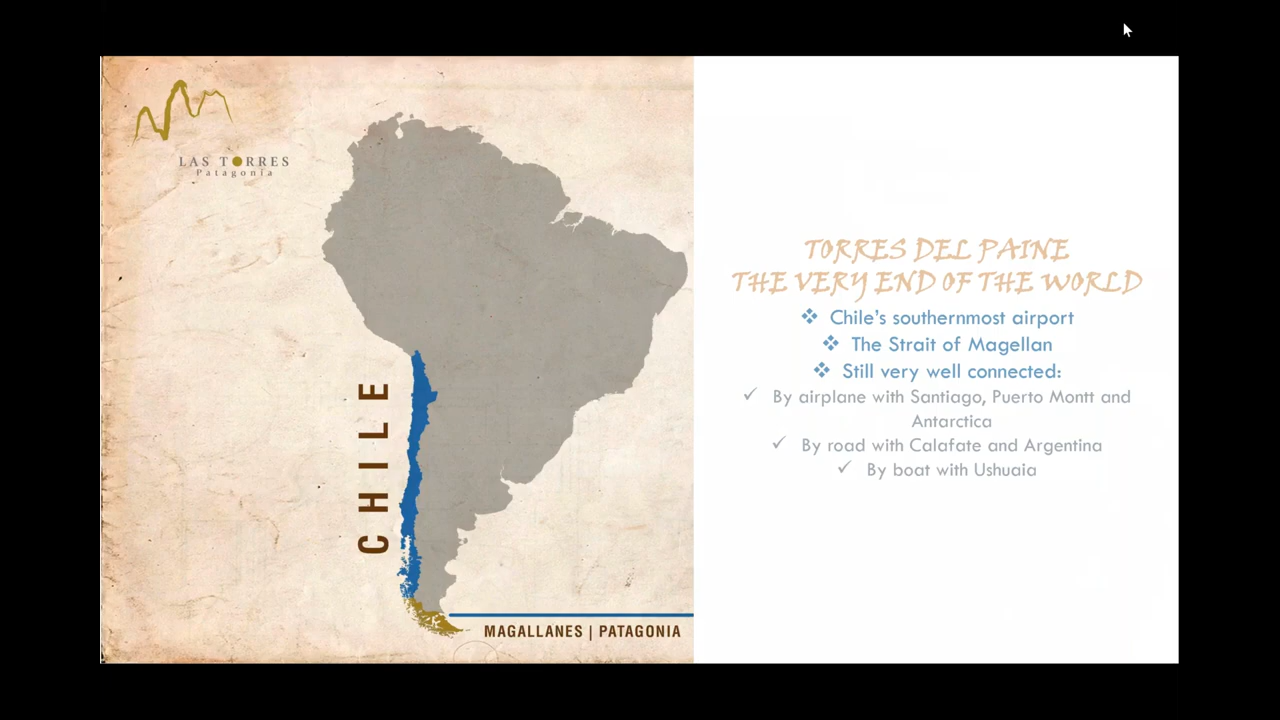 LAS TORRES
Patagonia
CHILE
MAGALLANES | PATAGONIA
TORRES DEL PAINE
THE VERY END OF THE WORLD
❖ Chile's southernmost airport
❖ The Strait of Magellan
❖ Still very well connected:
✓ By airplane with Santiago, Puerto Montt and
Antarctica
✓ By road with Calafate and Argentina
✓ By boat with Ushuaia